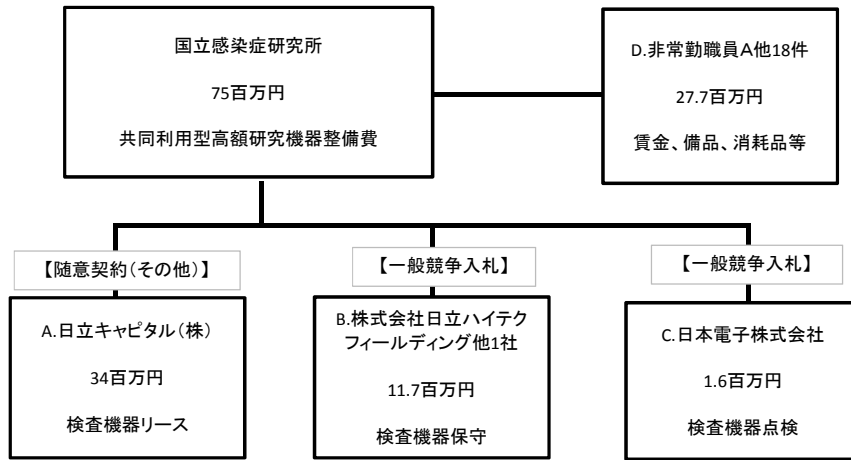 国立感染症研究所
75百万円
共同利用型高額研究機器整備費
D.非常勤職員A他18件
27.7百万円
賃金、備品、消耗品等
【随意契約(その他)】
A.日立キャピタル(株)
34百万円
検査機器リース
【一般競争入札】
B.株式会社日立ハイテク
フィールディング他1社
11.7百万円
検査機器保守
【一般競争入札】
C.日本電子株式会社
1.6百万円
検査機器点検